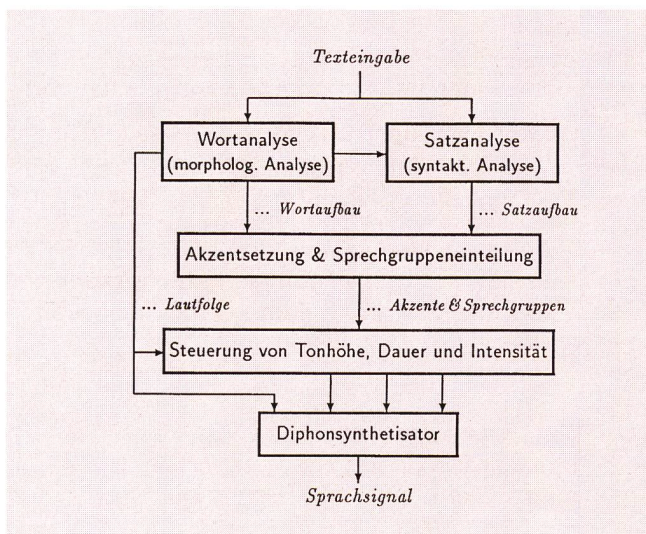 Texteingabe
Wortanalyse
(morpholog. Analyse)
Satzanalyse
(syntakt. Analyse)
... Wortaufbau
... Satzaufbau
Akzentsetzung & Sprechgruppeneinteilung
... Lautfolge
... Akzente & Sprechgruppen
Steuerung von Tonhöhe, Dauer und Intensität
Diphonsynthetisator
Sprachsignal